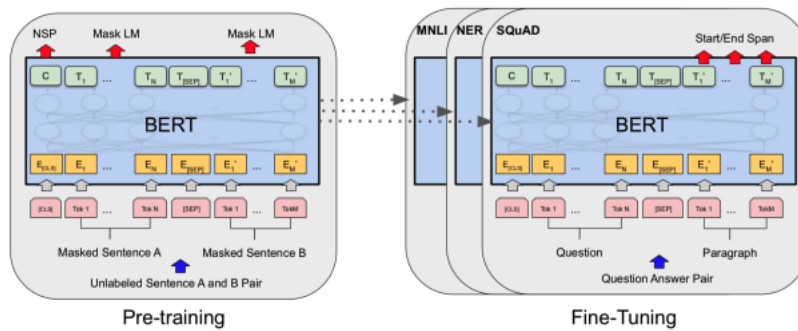 NSP Mask LM Mask LM
C T1 ... TN T[SEP] T1' ... TM'
BERT
E[CLS] E1 ... EN E[SEP] E1' ... EM'
[CLS] Tok 1 ... Tok N [SEP] Tok 1 ... TokM
Masked Sentence A Masked Sentence B
Unlabeled Sentence A and B Pair
Pre-training
MNLI NER SQuAD
Start/End Span
C T1 ... TN T[SEP] T1' ... TM'
BERT
E[CLS] E1 ... EN E[SEP] E1' ... EM'
[CLS] Tok 1 ... Tok N [SEP] Tok 1 ... TokM
Question Paragraph
Question Answer Pair
Fine-Tuning